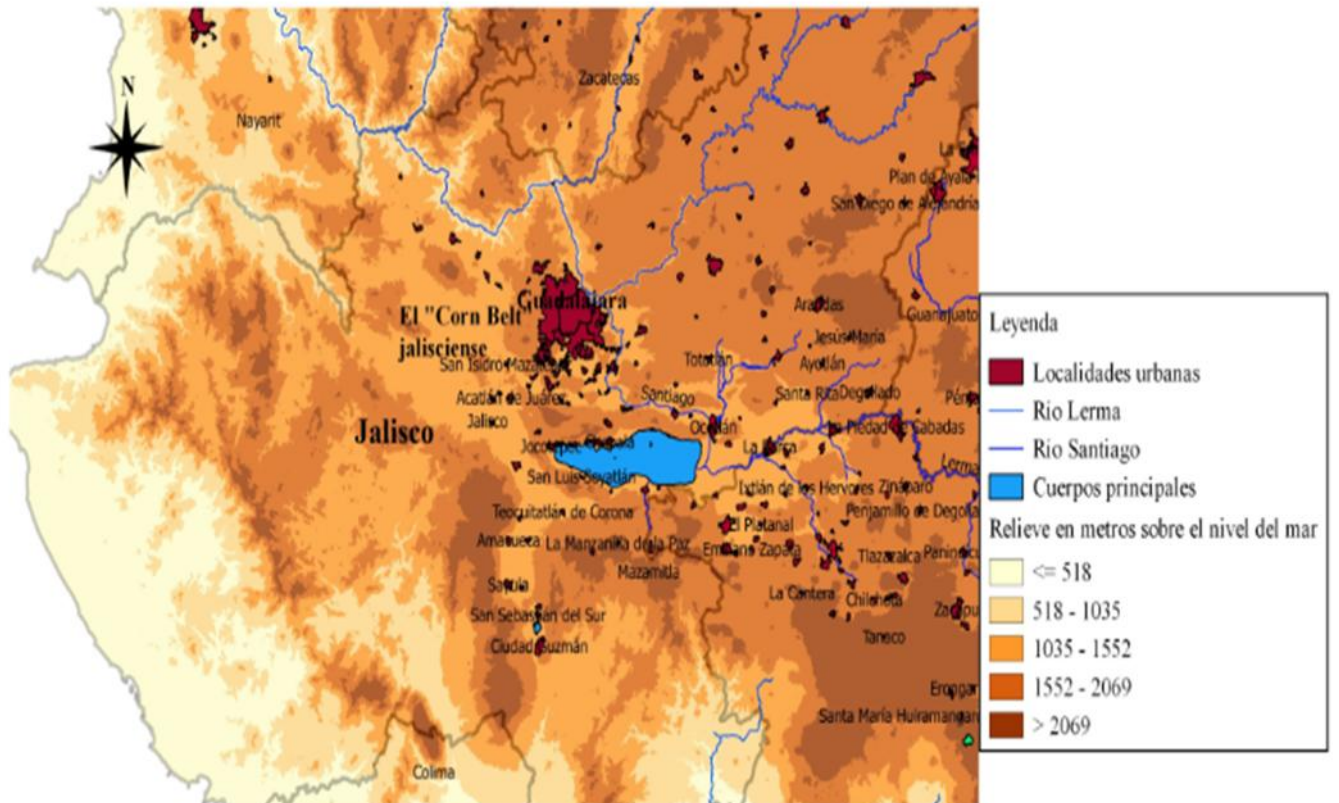 N
Zacatecas
Nayarit
Plan de Ayala
San Diego de Alejandria
Guadalajara
El "Corn Belt"
jalisciense
Arandas
Guanajuato
Jesús María
San Isidro Mazatepec
Tototlán
Ayotlán
Acatlán de Juárez
Santiago
Santa Rita
Degollado
Jalisco
Jalisco
Ocotlán
La Piedad de Cabadas
Jocotepec
Chapala
La Barca
Lerma
San Luis Soyatlán
Ixtlán de los Hervores
Zináparo
Teocuitatlán de Corona
Penjamillo de Degolla
El Platanal
Amacueca
La Manzanilla de la Paz
Emiliano Zapata
Tlazazalca
Mazamitla
Sayula
La Cantera
Chilchota
San Sebastián del Sur
Tanaco
Ciudad Guzmán
Erongar
Santa María Huiramangaro
Colima
Leyenda
Localidades urbanas
Rio Lerma
Río Santiago
Cuerpos principales
Relieve en metros sobre el nivel del mar
<= 518
518 - 1035
1035 - 1552
1552 - 2069
> 2069